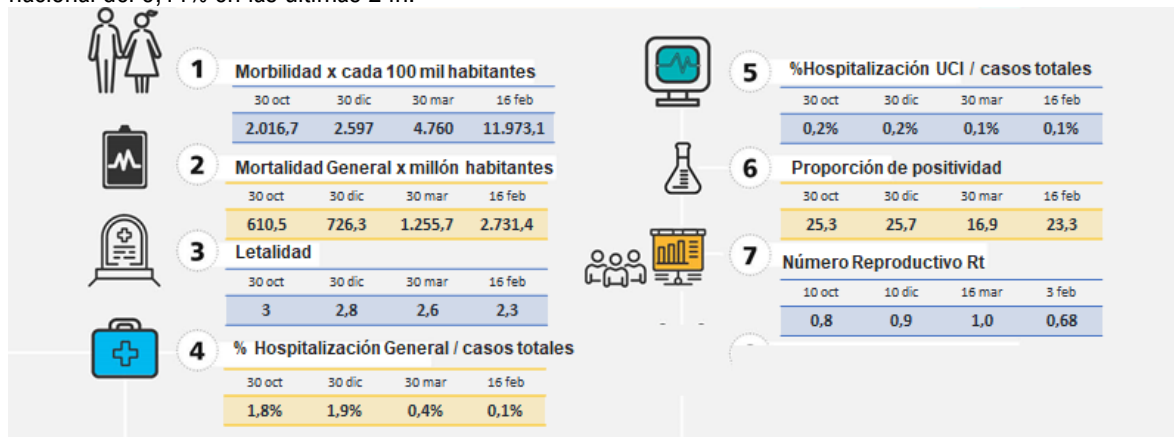 1 Morbilidad x cada 100 mil habitantes
30 oct 30 dic 30 mar 16 feb
2.016,7 2.597 4.760 11.973,1
2 Mortalidad General x millón habitantes
30 oct 30 dic 30 mar 16 feb
610,5 726,3 1.255,7 2.731,4
3 Letalidad
30 oct 30 dic 30 mar 16 feb
3 2,8 2,6 2,3
4 % Hospitalización General / casos totales
30 oct 30 dic 30 mar 16 feb
1,8% 1,9% 0,4% 0,1%
5 %Hospitalización UCI / casos totales
30 oct 30 dic 30 mar 16 feb
0,2% 0,2% 0,1% 0,1%
6 Proporción de positividad
30 oct 30 dic 30 mar 16 feb
25,3 25,7 16,9 23,3
7 Número Reproductivo Rt
10 oct 10 dic 16 mar 3 feb
0,8 0,9 1,0 0,68